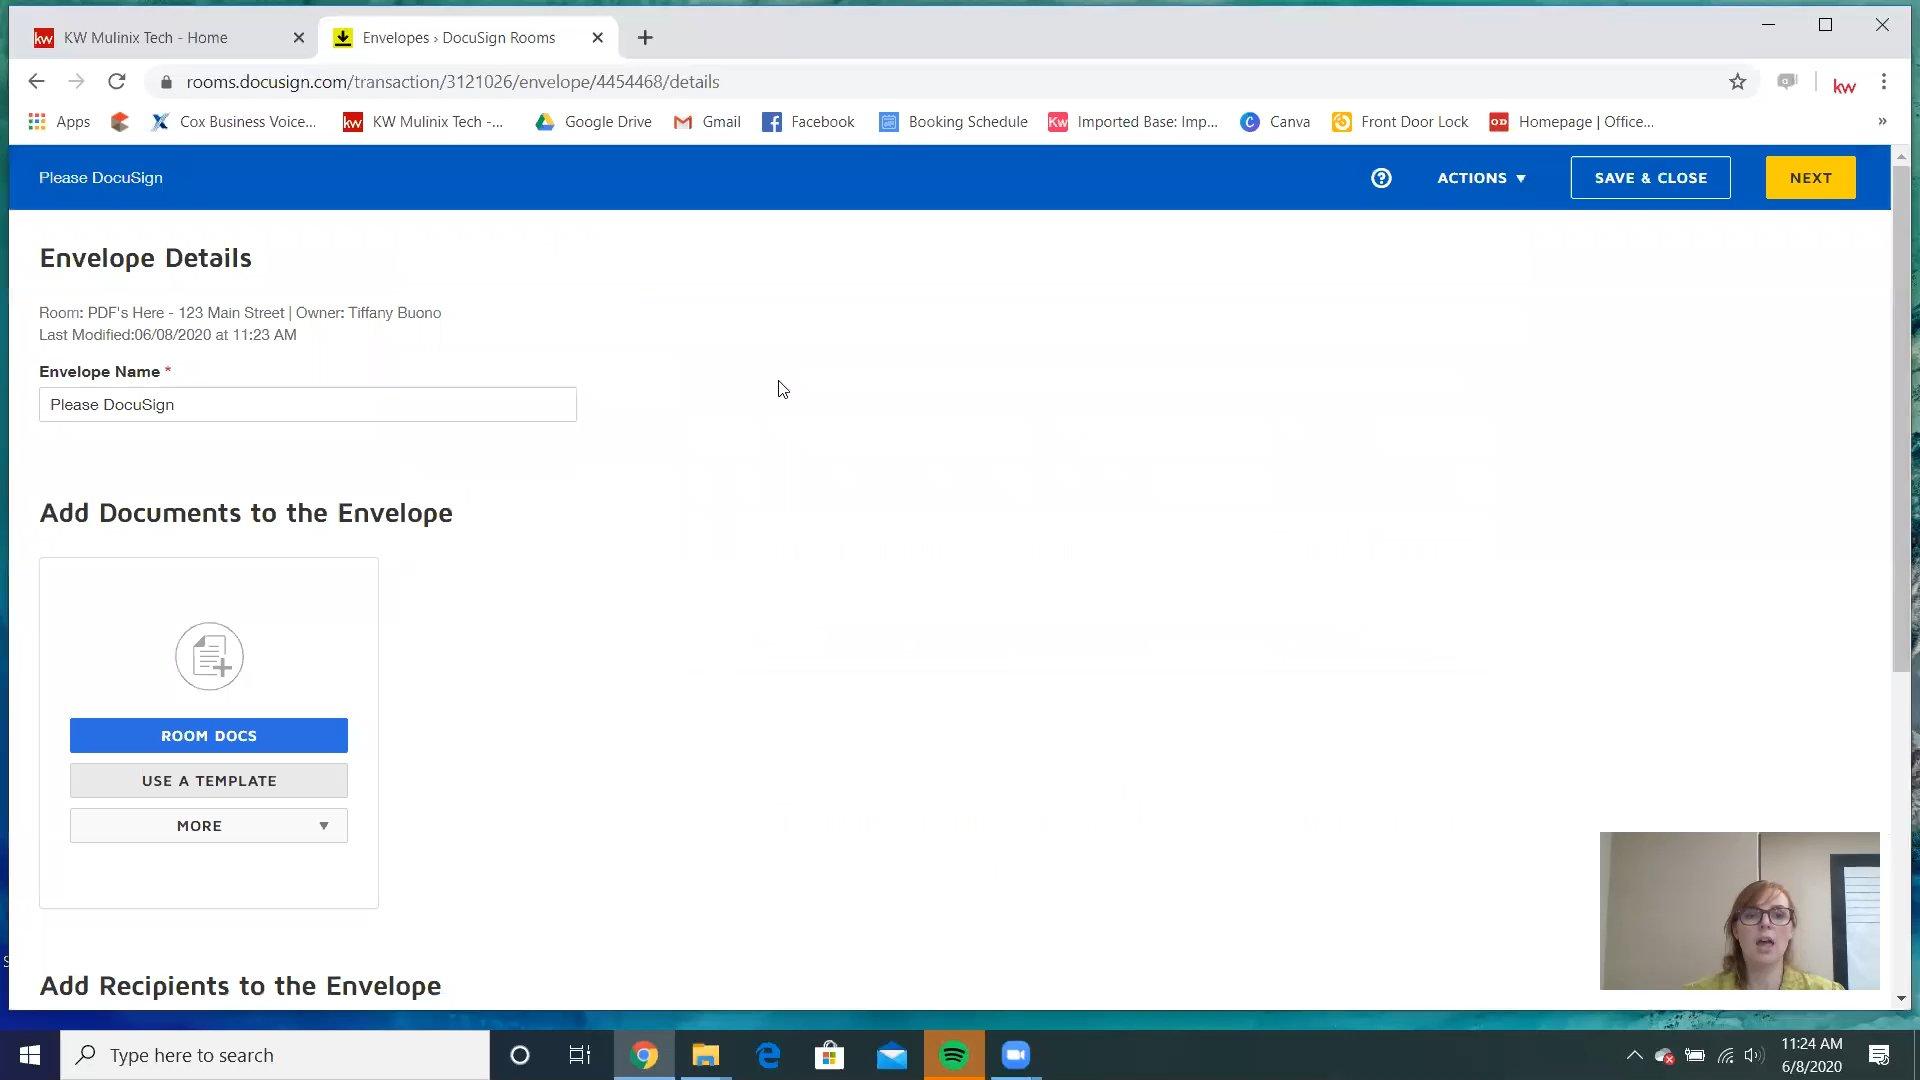 KW Mulinix Tech - Home
Envelopes › DocuSign Rooms
rooms.docusign.com/transaction/3121026/envelope/4454468/details
Apps
Cox Business Voice...
KW Mulinix Tech -...
Google Drive
Gmail
Facebook
Booking Schedule
Imported Base: Imp...
Canva
Front Door Lock
Homepage | Office...
Please DocuSign
ACTIONS
SAVE & CLOSE
NEXT
Envelope Details
Room: PDF's Here - 123 Main Street | Owner: Tiffany Buono
Last Modified:06/08/2020 at 11:23 AM
Envelope Name *
Please DocuSign
Add Documents to the Envelope
ROOM DOCS
USE A TEMPLATE
MORE
Add Recipients to the Envelope
Type here to search
11:24 AM
6/8/2020